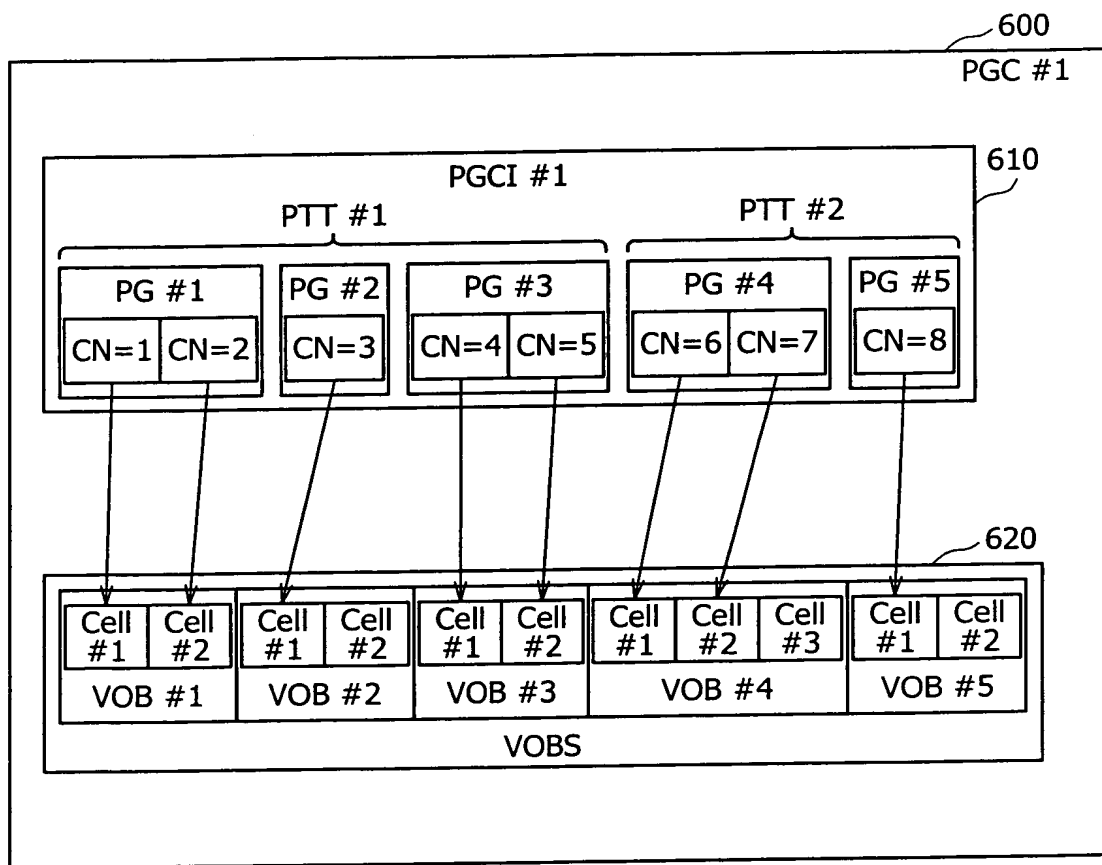 600
PGC #1
610
PGCI #1
PTT #1
PTT #2
PG #1
PG #2
PG #3
PG #4
PG #5
CN=1
CN=2
CN=3
CN=4
CN=5
CN=6
CN=7
CN=8
620
Cell
#1
Cell
#2
VOB #1
Cell
#1
Cell
#2
VOB #2
Cell
#1
Cell
#2
VOB #3
Cell
#1
Cell
#2
Cell
#3
VOB #4
Cell
#1
Cell
#2
VOB #5
VOBS